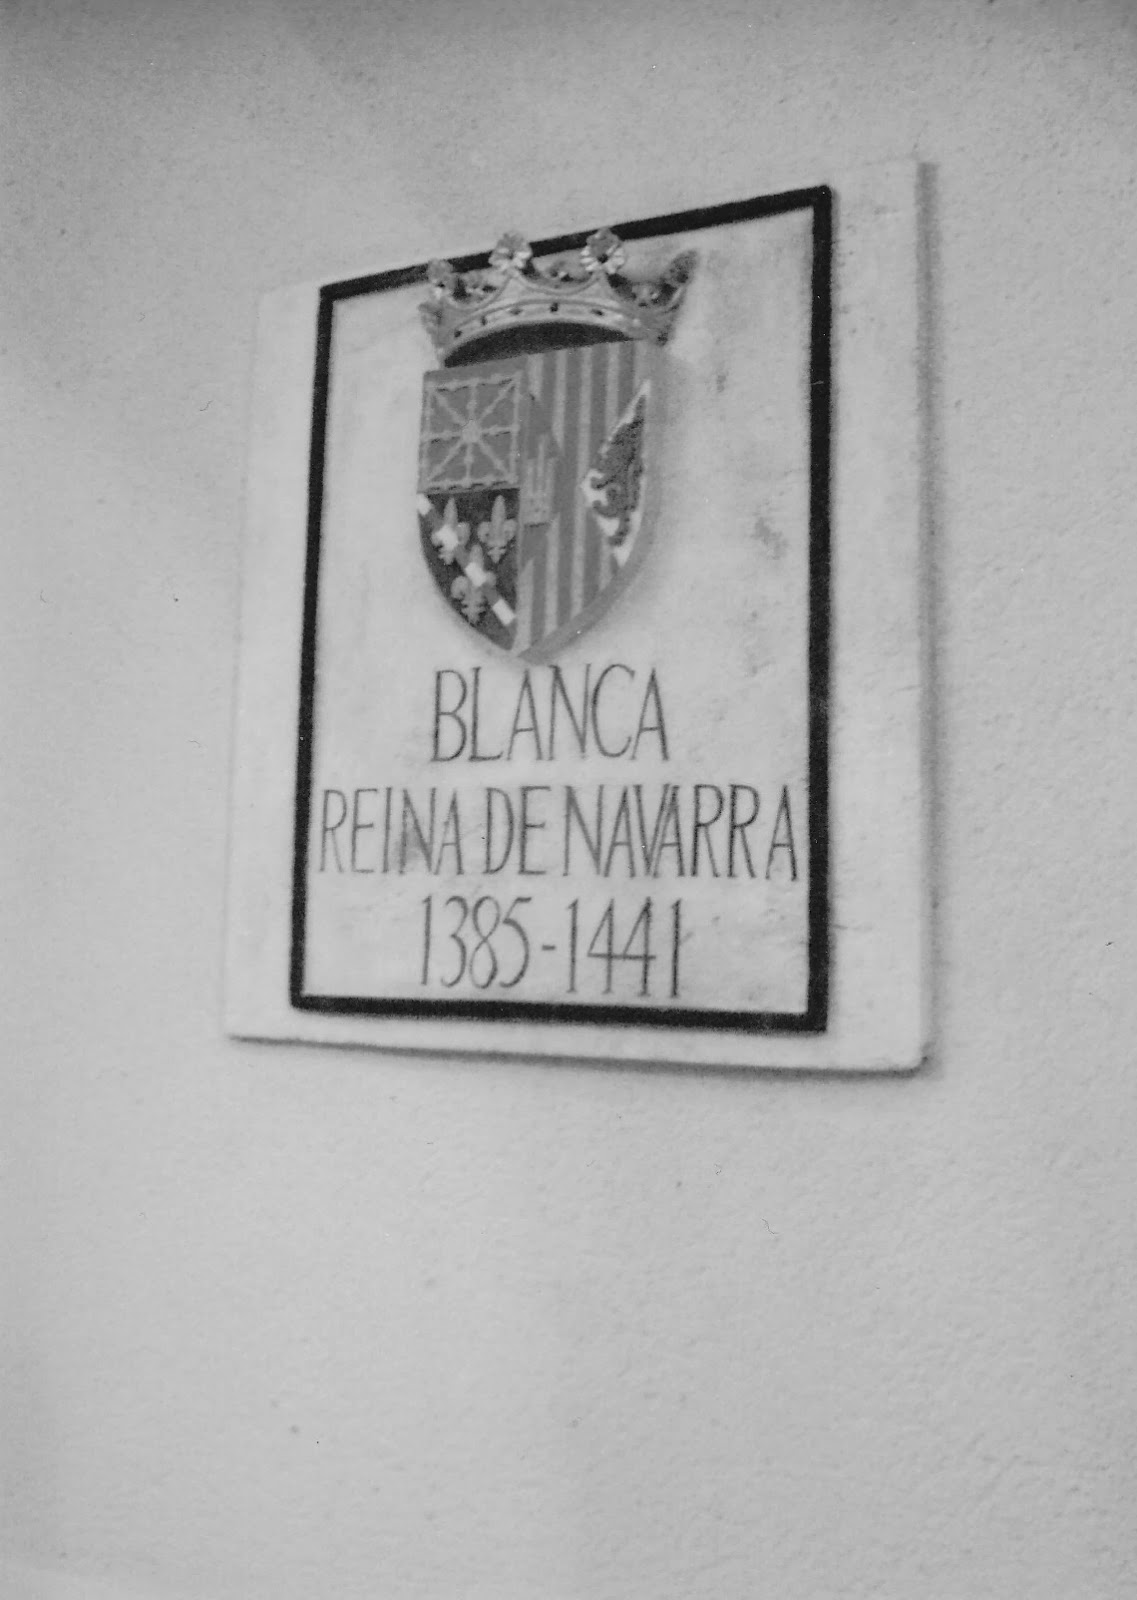 BLANCA
REINA DE NAVARRA
1385-1441